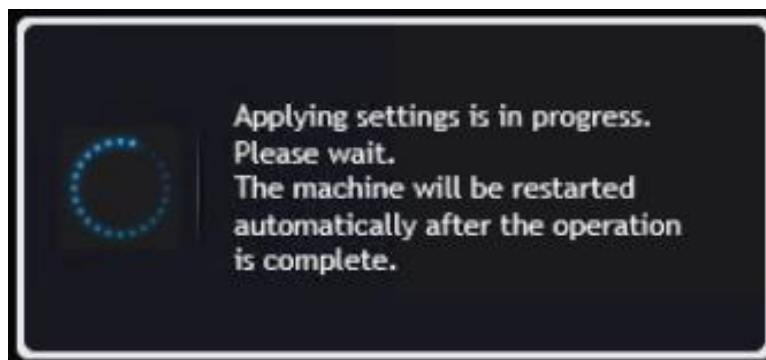 Applying settings is in progress.
Please wait.
The machine will be restarted
automatically after the operation
is complete.